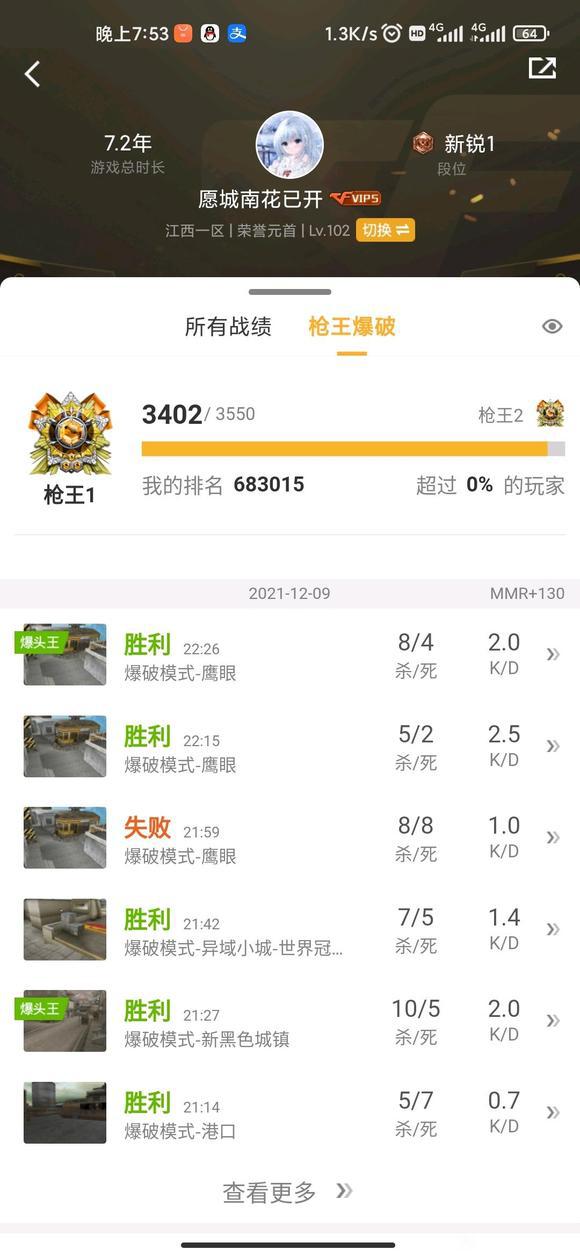 晚上7:53 1.3K/s HD 4G 4G 64
7.2年
游戏总时长
新锐1
段位
愿城南花已开 VIP5
江西一区 | 荣誉元首 | Lv.102 切换
所有战绩 枪王爆破
3402 / 3550 枪王2
枪王1
我的排名 683015 超过 0% 的玩家
2021-12-09 MMR+130
爆头王 胜利 22:26 8/4 2.0
爆破模式-鹰眼 杀/死 K/D
胜利 22:15 5/2 2.5
爆破模式-鹰眼 杀/死 K/D
失败 21:59 8/8 1.0
爆破模式-鹰眼 杀/死 K/D
胜利 21:42 7/5 1.4
爆破模式-异域小城-世界冠... 杀/死 K/D
爆头王 胜利 21:27 10/5 2.0
爆破模式-新黑色城镇 杀/死 K/D
胜利 21:14 5/7 0.7
爆破模式-港口 杀/死 K/D
查看更多